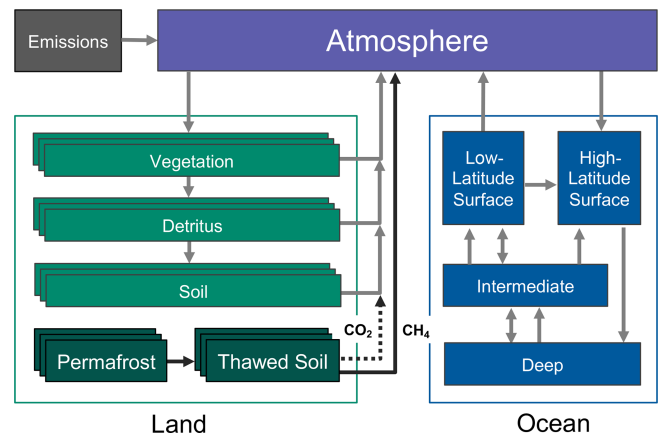 Emissions
Atmosphere
Vegetation
Detritus
Soil
Permafrost
Thawed Soil
CO₂
CH₄
Low-
Latitude
Surface
High-
Latitude
Surface
Intermediate
Deep
Land
Ocean